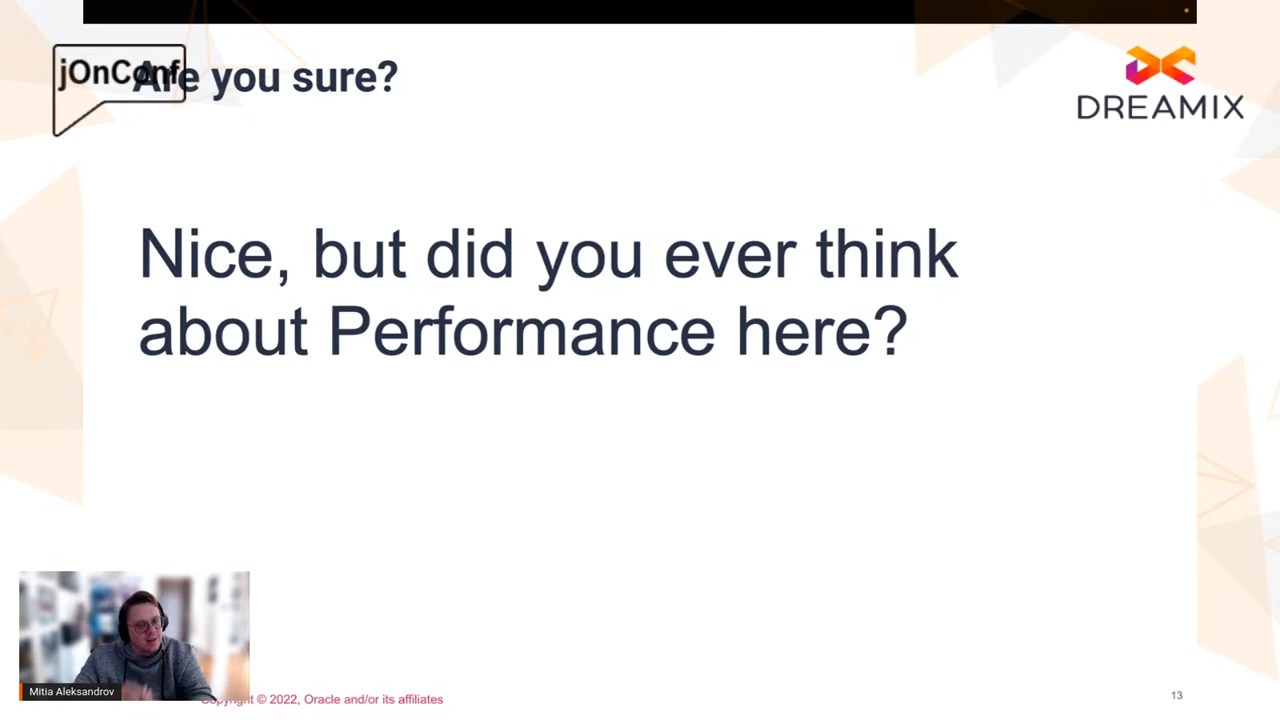 jOnConf
Are you sure?
DREAMIX
Nice, but did you ever think
about Performance here?
Mitia Aleksandrov
Copyright © 2022, Oracle and/or its affiliates
13